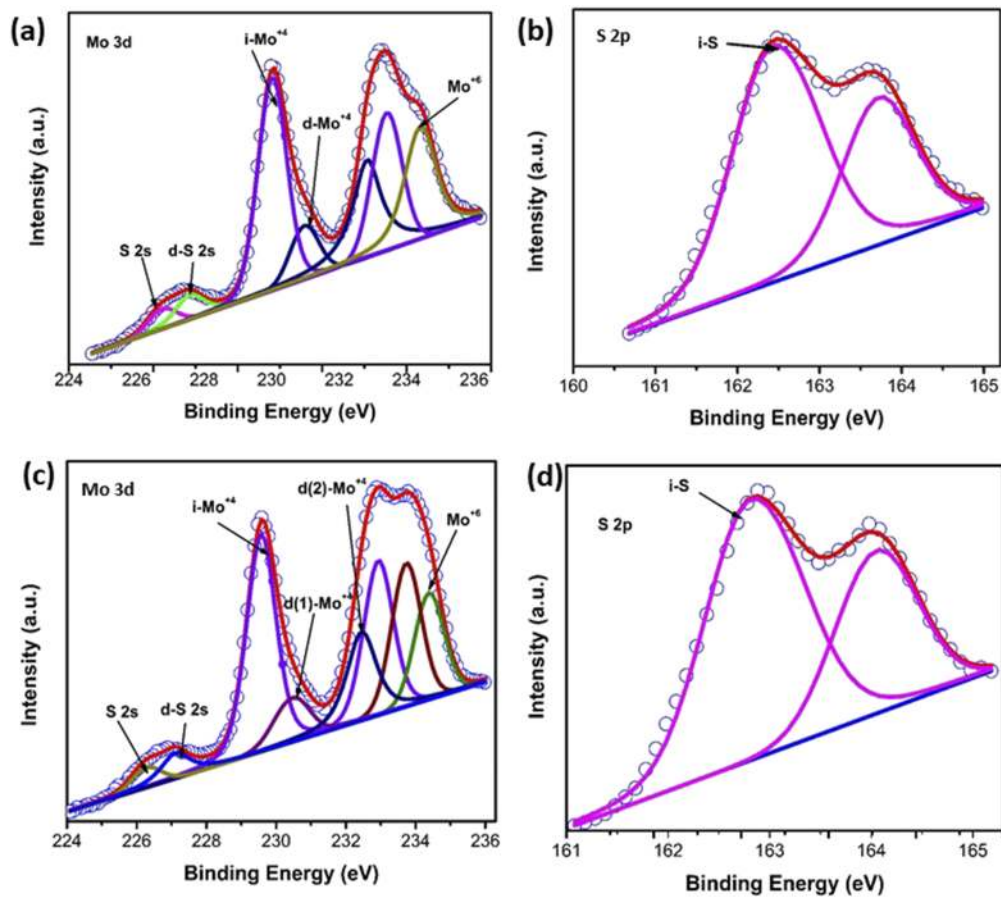 (a)
Mo 3d
i-Mo+4
d-Mo+4
Mo+6
S 2s
d-S 2s
Intensity (a.u.)
224 226 228 230 232 234 236
Binding Energy (eV)
(b)
S 2p
i-S
Intensity (a.u.)
160 161 162 163 164 165
Binding Energy (eV)
(c)
Mo 3d
i-Mo+4
d(2)-Mo+4
Mo+6
d(1)-Mo+4
S 2s
d-S 2s
Intensity (a.u.)
224 226 228 230 232 234 236
Binding Energy (eV)
(d)
S 2p
i-S
Intensity (a.u.)
161 162 163 164 165
Binding Energy (eV)